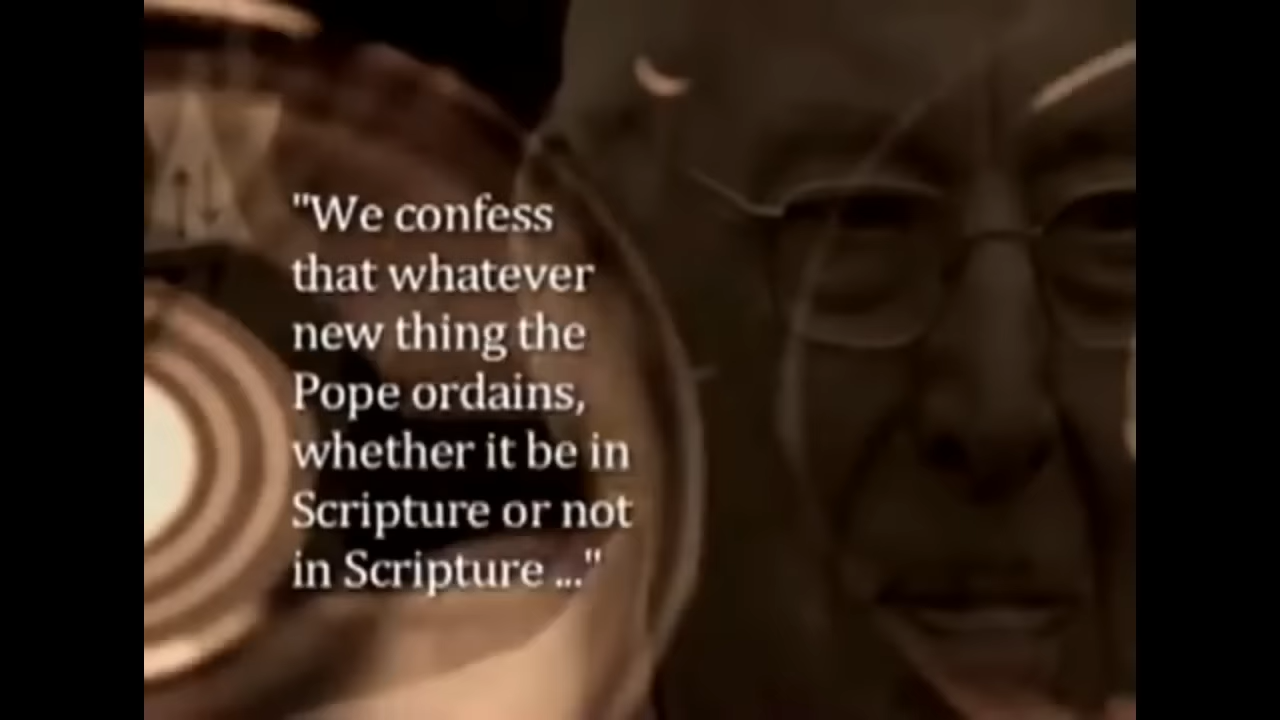 "We confess
that whatever
new thing the
Pope ordains,
whether it be in
Scripture or not
in Scripture ..."